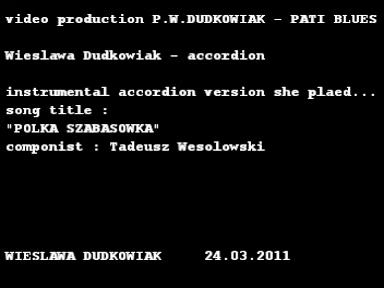 video production P.W.DUDKOWIAK - PATI BLUES
Wieslawa Dudkowiak - accordion
instrumental accordion version she plaed...
song title :
"POLKA SZABASOWKA"
componist : Tadeusz Wesolowski
WIESLAWA DUDKOWIAK 24.03.2011